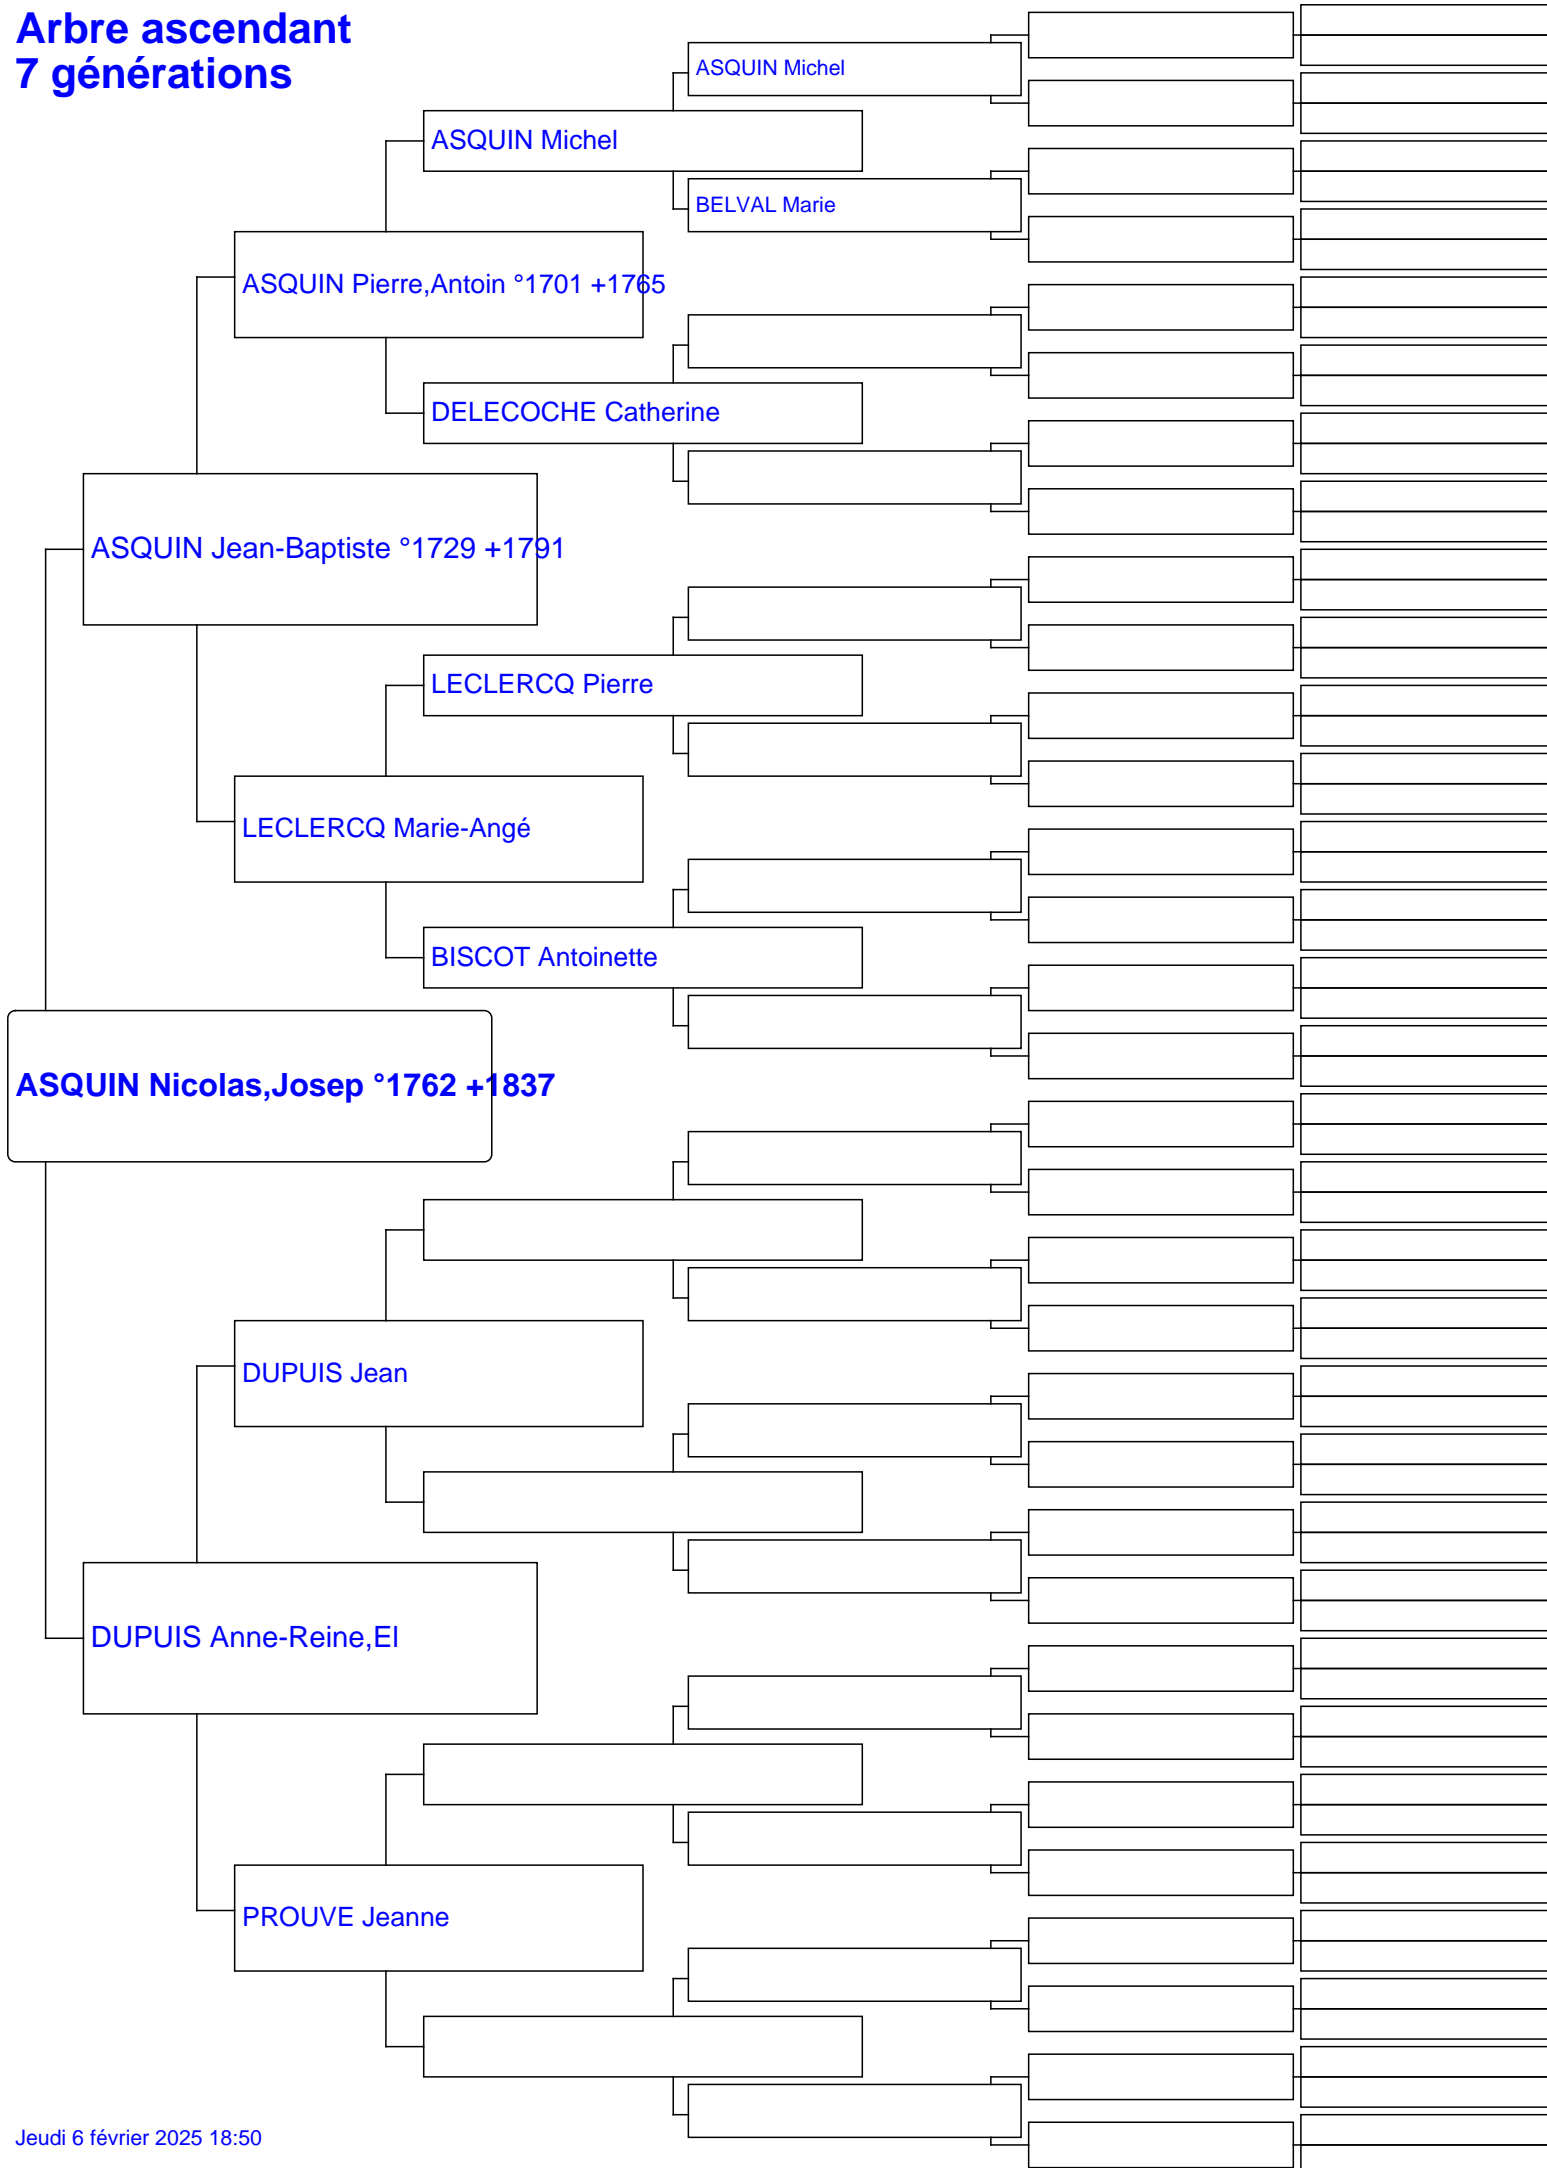 Arbre ascendant
7 générations
ASQUIN Michel
ASQUIN Michel
BELVAL Marie
ASQUIN Pierre,Antoin °1701 +1765
DELECOCHE Catherine
ASQUIN Jean-Baptiste °1729 +1791
LECLERCQ Pierre
LECLERCQ Marie-Angé
BISCOT Antoinette
ASQUIN Nicolas,Josep °1762 +1837
DUPUIS Jean
DUPUIS Anne-Reine,El
PROUVE Jeanne
Jeudi 6 février 2025 18:50